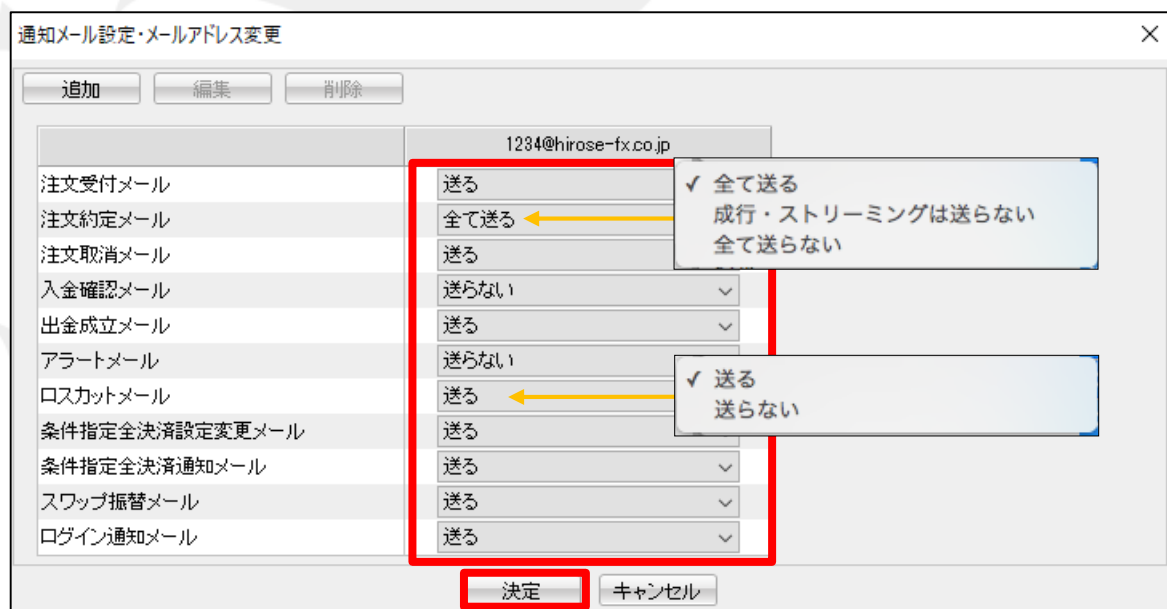 通知メール設定・メールアドレス変更
追加 編集 削除
1234@hirose-fx.co.jp
注文受付メール 送る
注文約定メール 全て送る
注文取消メール 送る
入金確認メール 送らない
出金成立メール 送る
アラートメール 送らない
ロスカットメール 送る
条件指定全決済設定変更メール 送る
条件指定全決済通知メール 送る
スワップ振替メール 送る
ログイン通知メール 送る
✓ 全て送る
成行・ストリーミングは送らない
全て送らない
✓ 送る
送らない
決定 キャンセル